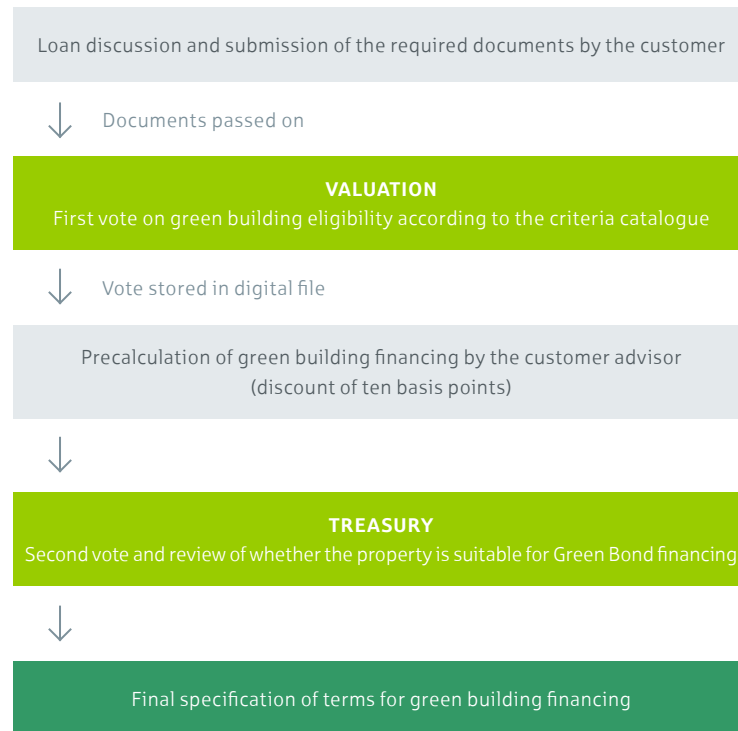 Loan discussion and submission of the required documents by the customer
Documents passed on
VALUATION
First vote on green building eligibility according to the criteria catalogue
Vote stored in digital file
Precalculation of green building financing by the customer advisor
(discount of ten basis points)
TREASURY
Second vote and review of whether the property is suitable for Green Bond financing
Final specification of terms for green building financing